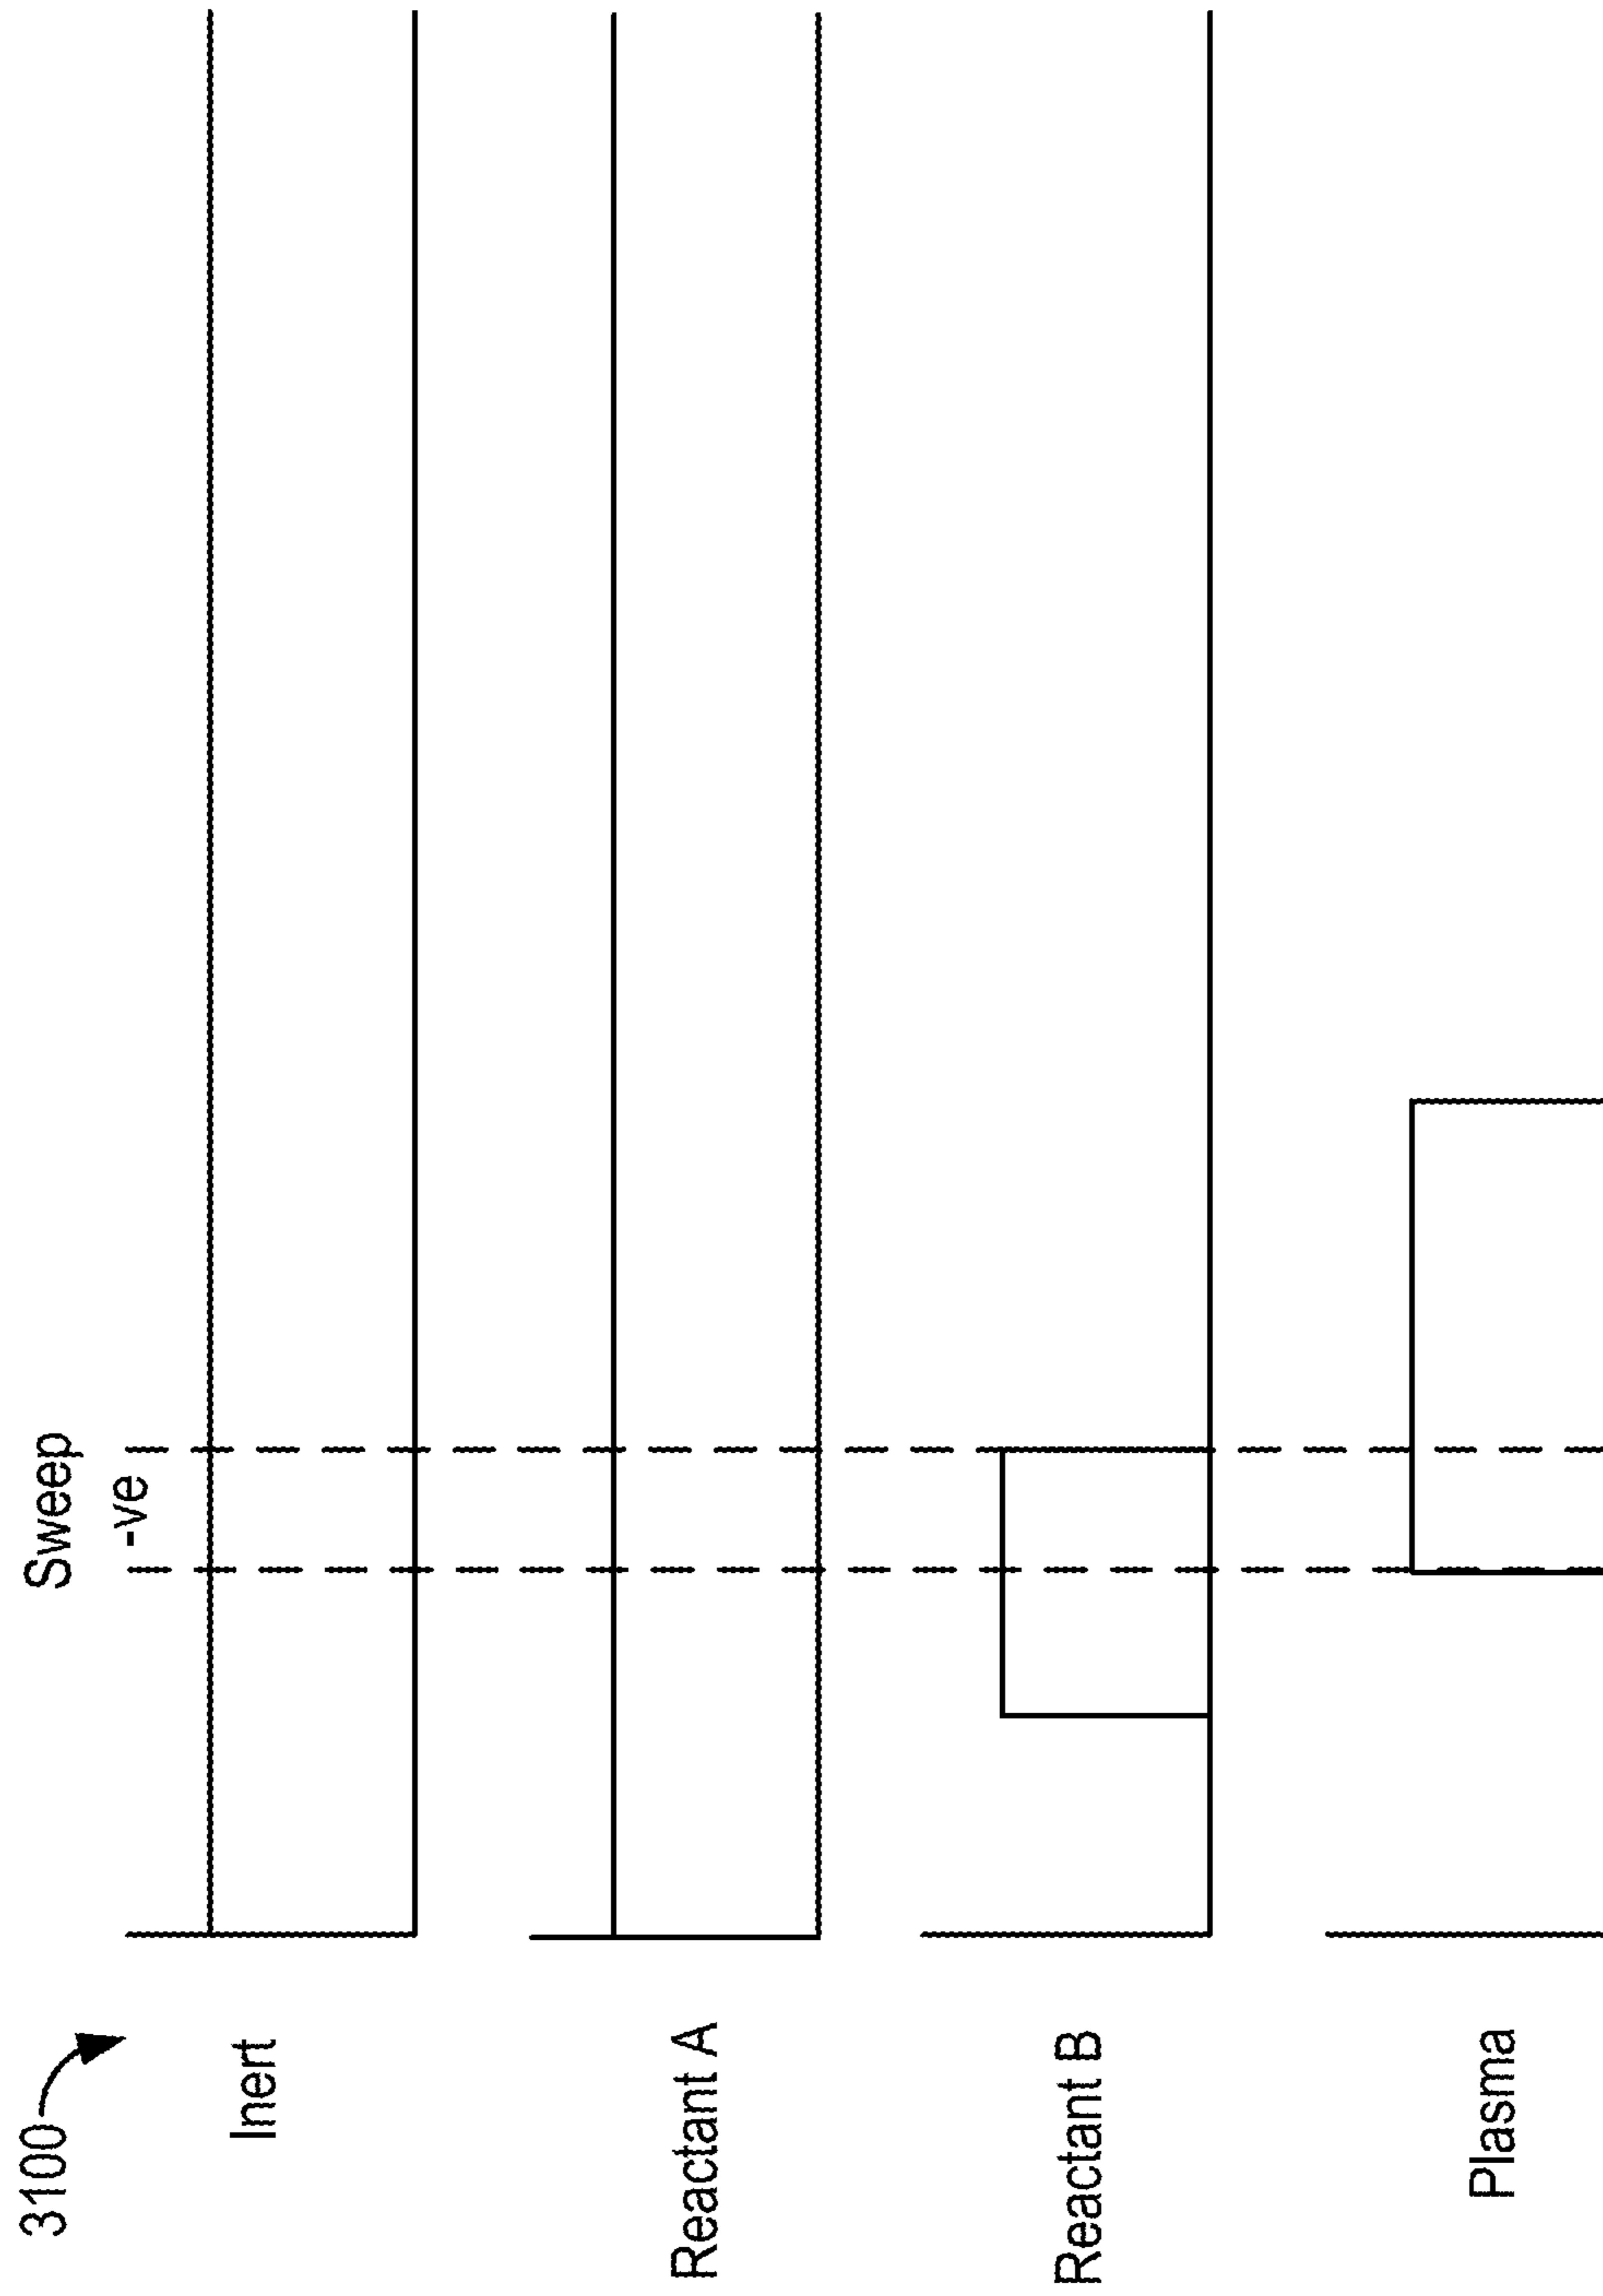 3100
Sweep
-ve
Inert
Reactant A
Reactant B
Plasma